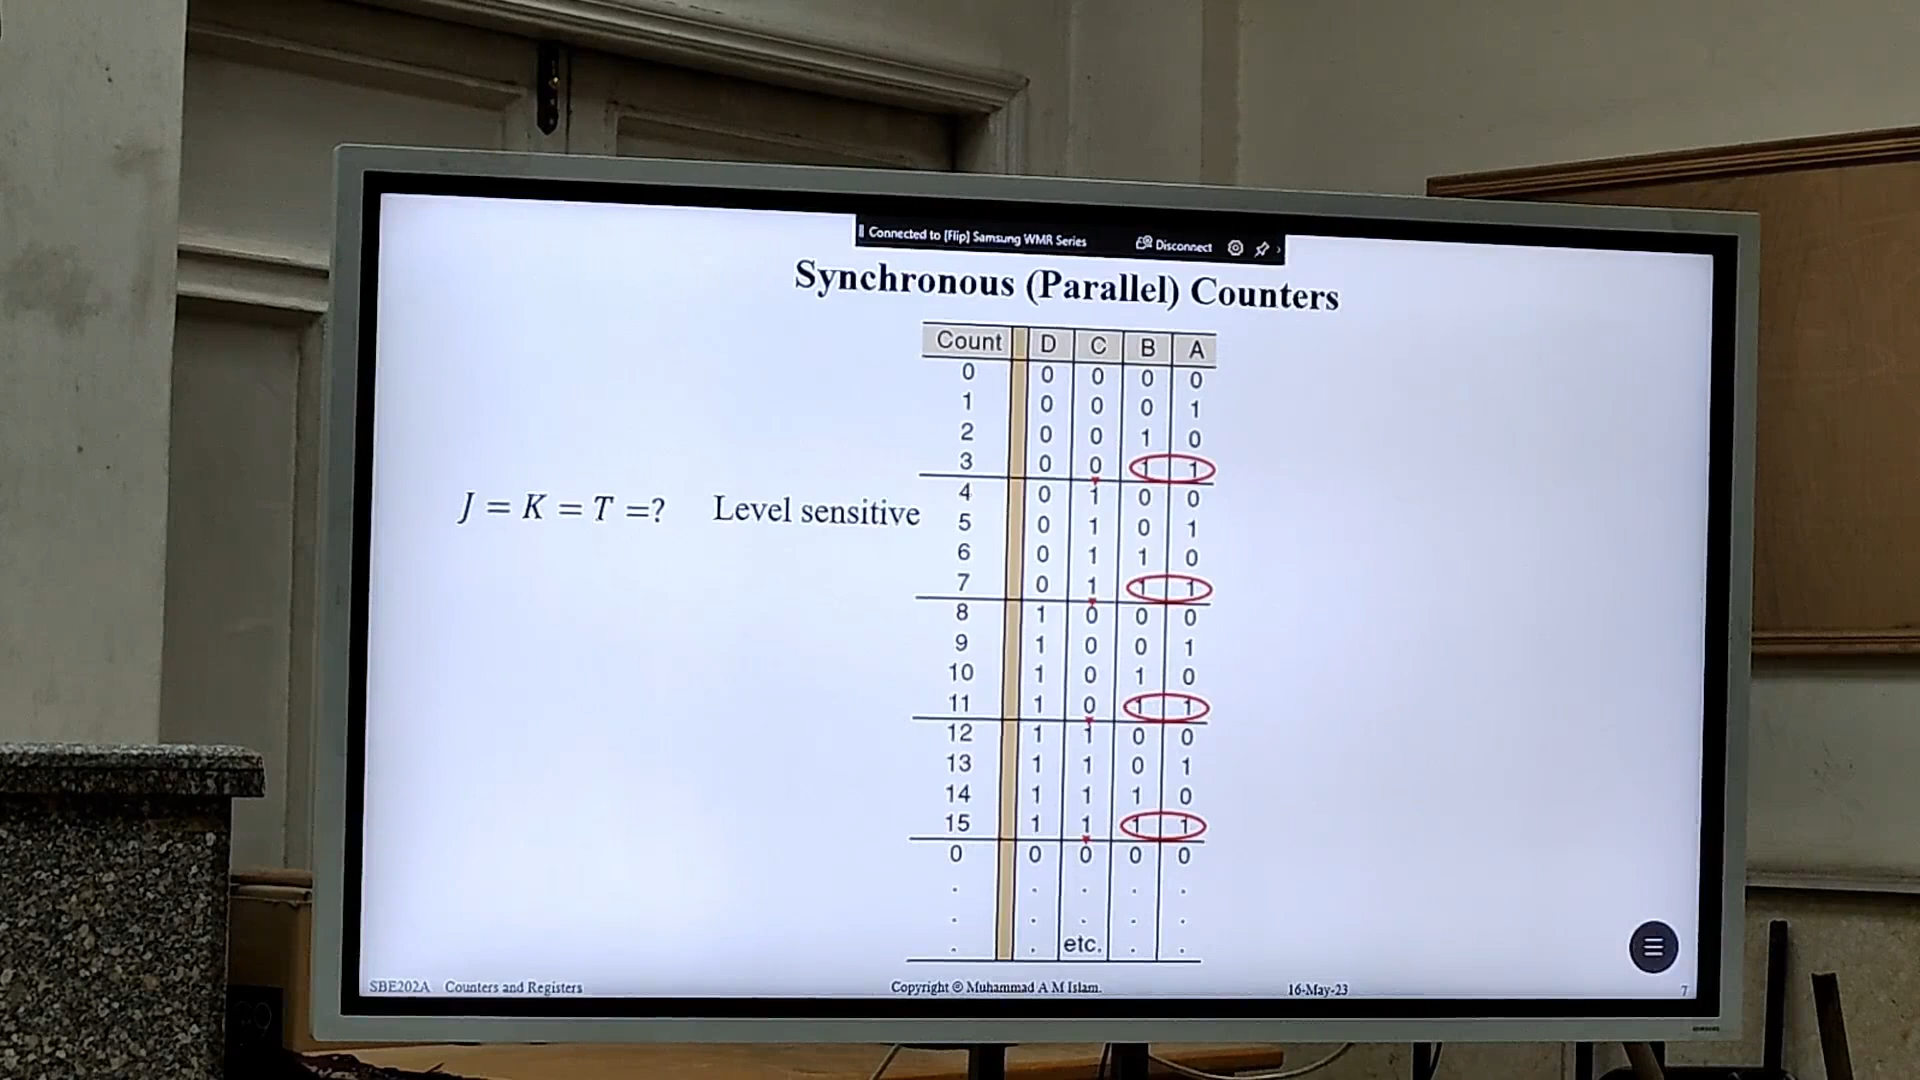 Connected to [Flip] Samsung WMR Series Disconnect
Synchronous (Parallel) Counters
Count D C B A
0 0 0 0 0
1 0 0 0 1
2 0 0 1 0
3 0 0 1 1
J = K = T =? Level sensitive
4 0 1 0 0
5 0 1 0 1
6 0 1 1 0
7 0 1 1 1
8 1 0 0 0
9 1 0 0 1
10 1 0 1 0
11 1 0 1 1
12 1 1 0 0
13 1 1 0 1
14 1 1 1 0
15 1 1 1 1
0 0 0 0 0
. . . . .
. . . . .
. . etc. . .
SBE202A Counters and Registers Copyright © Muhammad A M Islam. 16-May-23 7
SAMSUNG